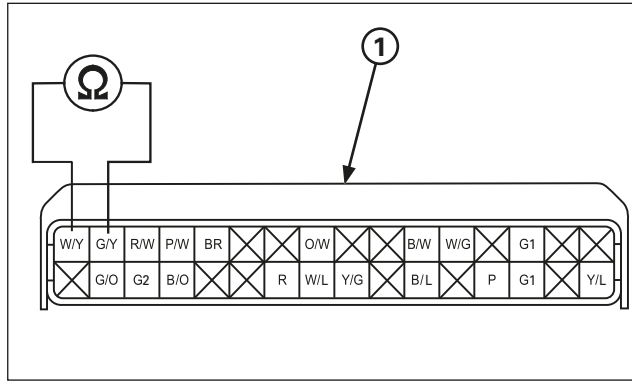 Ω
1
W/Y G/Y R/W P/W BR O/W B/W W/G G1
G/O G2 B/O R W/L Y/G B/L P G1 Y/L